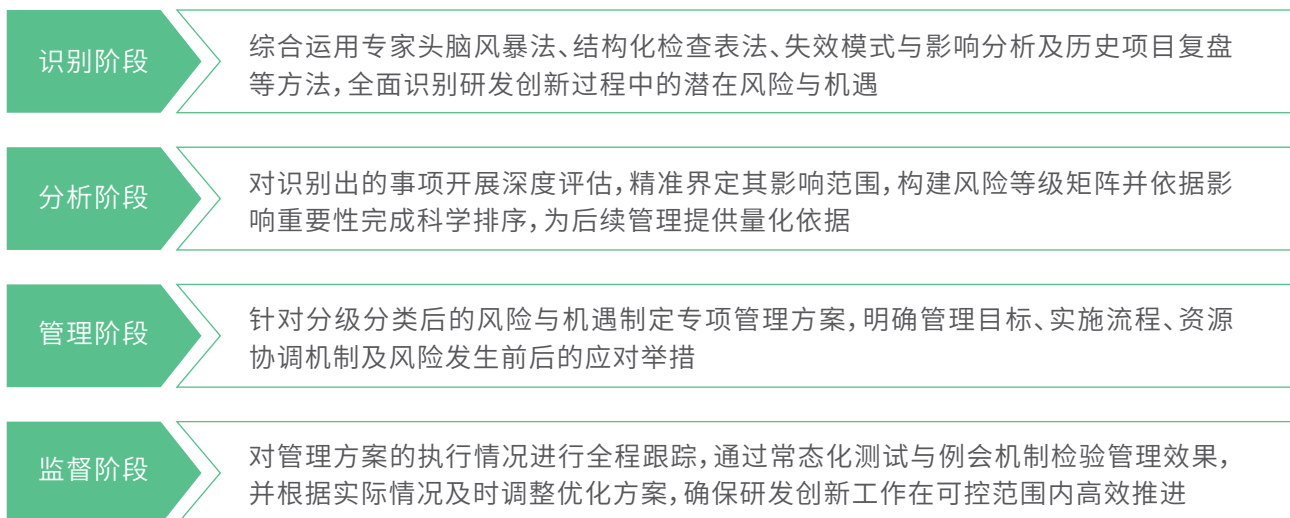 识别阶段
综合运用专家头脑风暴法、结构化检查表法、失效模式与影响分析及历史项目复盘
等方法，全面识别研发创新过程中的潜在风险与机遇
分析阶段
对识别出的事项开展深度评估，精准界定其影响范围，构建风险等级矩阵并依据影
响重要性完成科学排序，为后续管理提供量化依据
管理阶段
针对分级分类后的风险与机遇制定专项管理方案，明确管理目标、实施流程、资源
协调机制及风险发生前后的应对举措
监督阶段
对管理方案的执行情况进行全程跟踪，通过常态化测试与例会机制检验管理效果，
并根据实际情况及时调整优化方案，确保研发创新工作在可控范围内高效推进